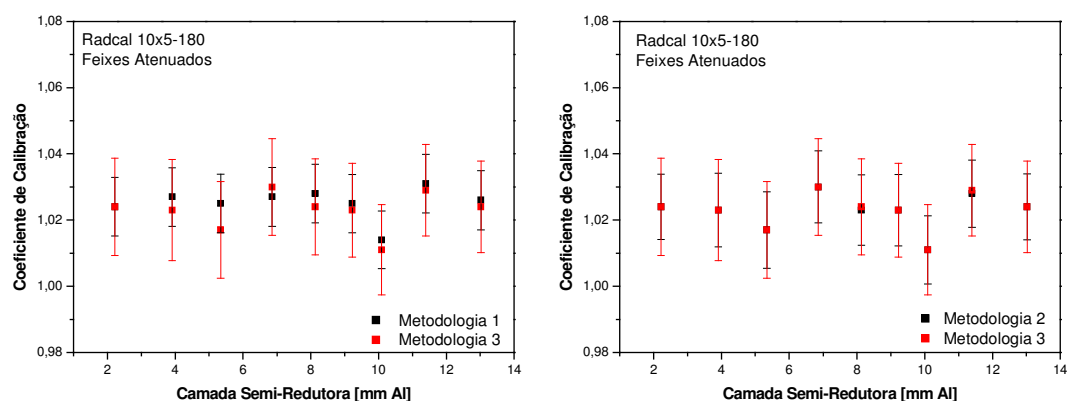 1,08
1,06
1,04
1,02
1,00
0,98
Coeficiente de Calibração
Radcal 10x5-180
Feixes Atenuados
Metodologia 1
Metodologia 3
2 4 6 8 10 12 14
Camada Semi-Redutora [mm Al]
1,08
1,06
1,04
1,02
1,00
0,98
Coeficiente de Calibração
Radcal 10x5-180
Feixes Atenuados
Metodologia 2
Metodologia 3
2 4 6 8 10 12 14
Camada Semi-Redutora [mm Al]